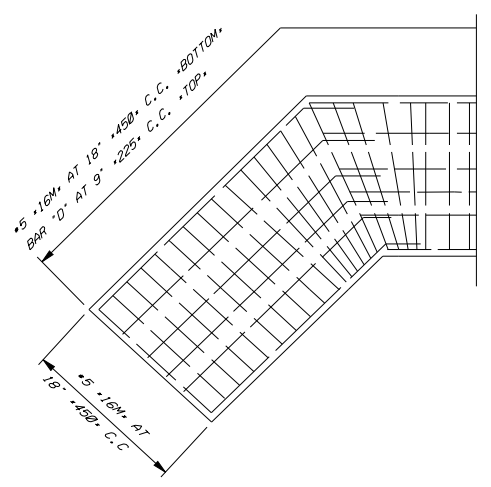 #5 *16M* AT 18" *450* C.C. *BOTTOM*
BAR "D" AT 9" *225* C.C. *TOP*
#5 *16M* AT
18" *450* C.C